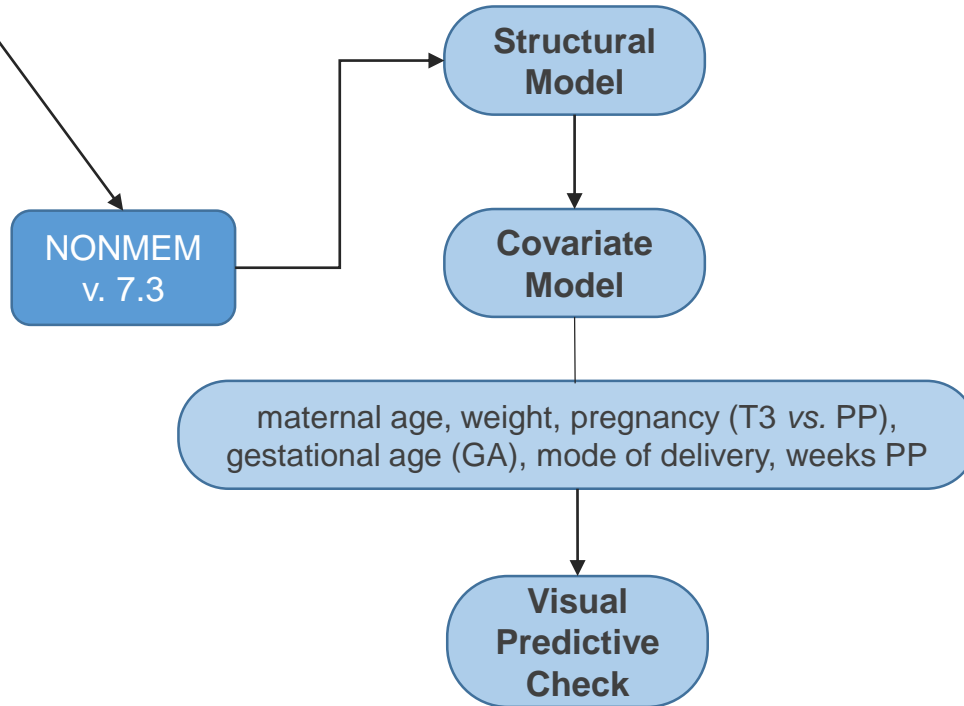 Structural
Model
NONMEM
v. 7.3
Covariate
Model
maternal age, weight, pregnancy (T3 vs. PP),
gestational age (GA), mode of delivery, weeks PP
Visual
Predictive
Check